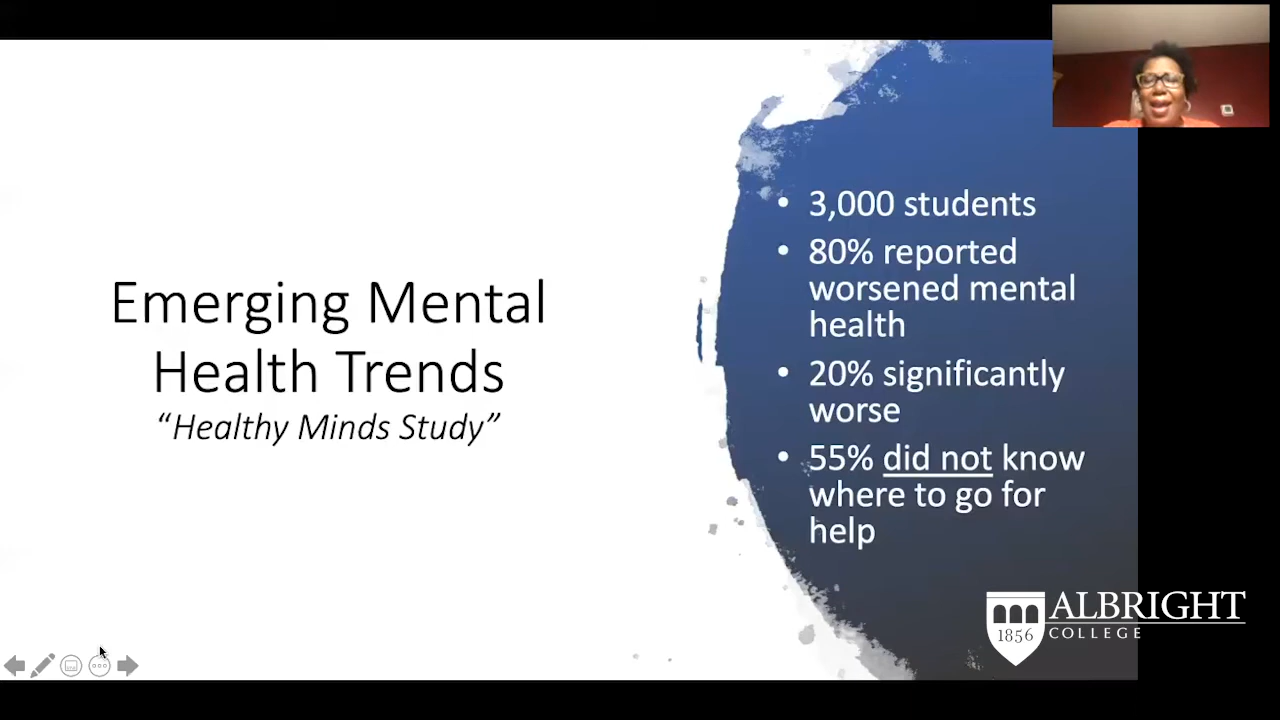 Emerging Mental
Health Trends
“Healthy Minds Study”
• 3,000 students
• 80% reported
worsened mental
health
• 20% significantly
worse
• 55% did not know
where to go for
help
1856
ALBRIGHT
COLLEGE